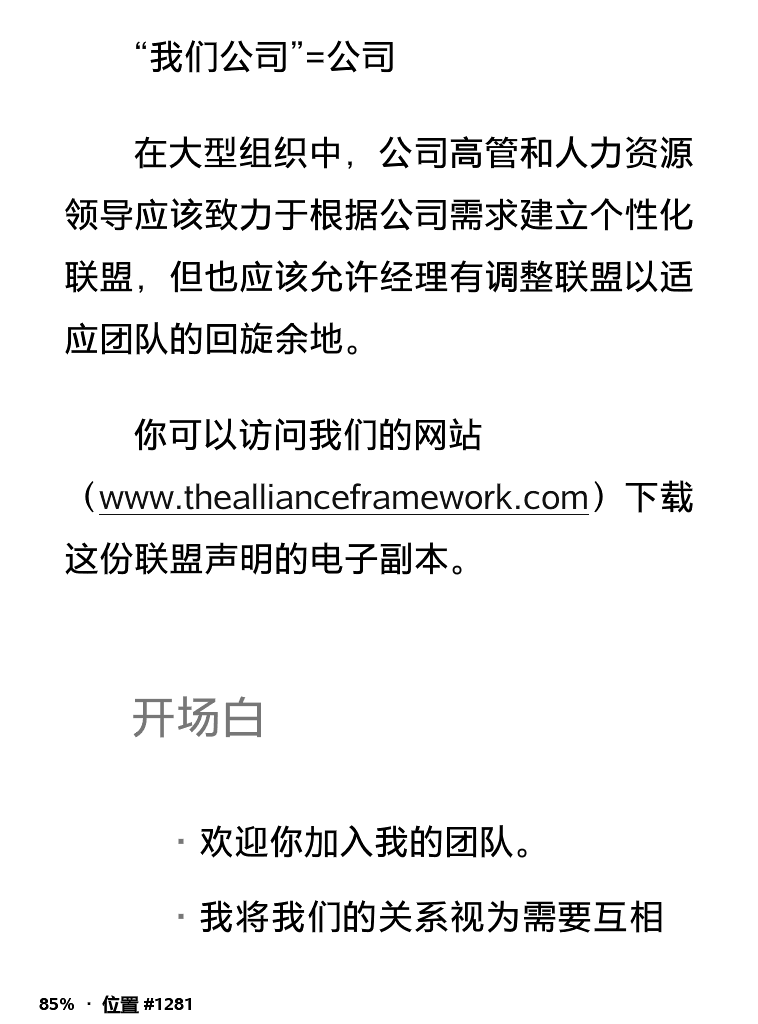 “我们公司”=公司
在大型组织中，公司高管和人力资源
领导应该致力于根据公司需求建立个性化
联盟，但也应该允许经理有调整联盟以适
应团队的回旋余地。
你可以访问我们的网站
（www.theallianceframework.com）下载
这份联盟声明的电子副本。
开场白
· 欢迎你加入我的团队。
· 我将我们的关系视为需要互相
85% · 位置 #1281